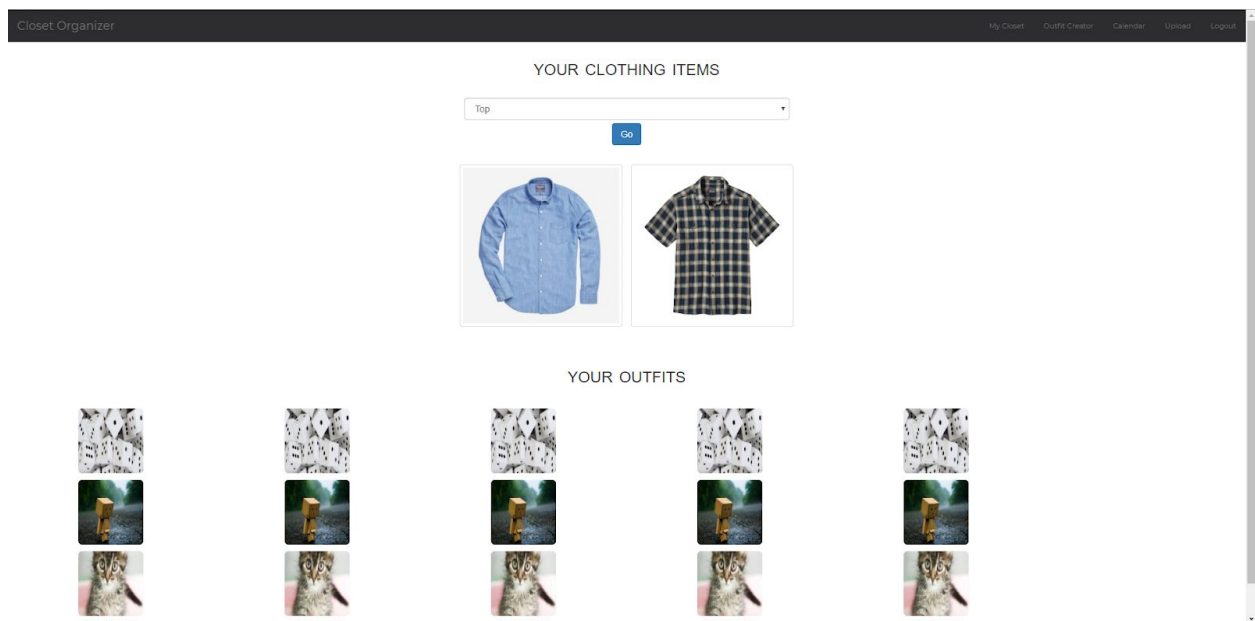 Closet Organizer My Closet Outfit Creator Calendar Upload Logout
YOUR CLOTHING ITEMS
Top
Go
YOUR OUTFITS